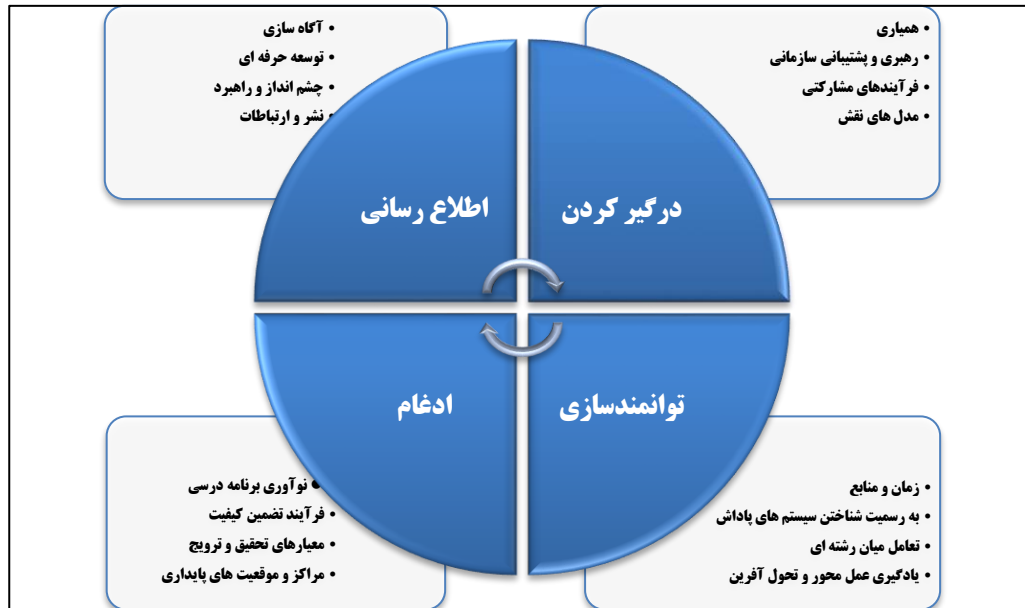 همیاری
رهبری و پشتیبانی سازمانی
فرآیندهای مشارکتی
مدل های نقش
آگاه سازی
توسعه حرفه ای
چشم انداز و راهبرد
نشر و ارتباطات
درگیر کردن
اطلاع رسانی
توانمندسازی
ادغام
زمان و منابع
به رسمیت شناختن سیستم های پاداش
تعامل میان رشته ای
یادگیری عمل محور و تحول آفرین
نوآوری برنامه درسی
فرآیند تضمین کیفیت
معیارهای تحقیق و ترویج
مراکز و موقعیت های پایداری